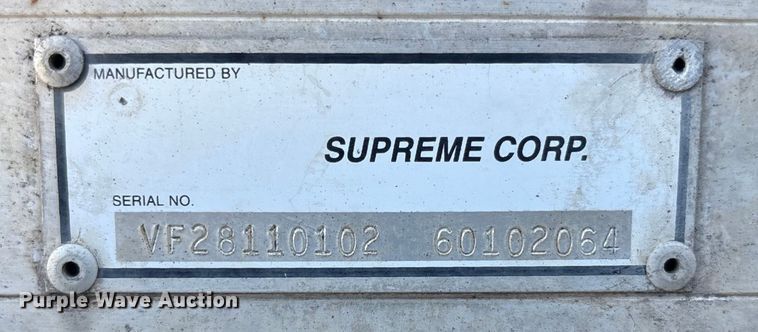 MANUFACTURED BY
SUPREME CORP.
SERIAL NO.
VF28110102 60102064
Purple Wave Auction